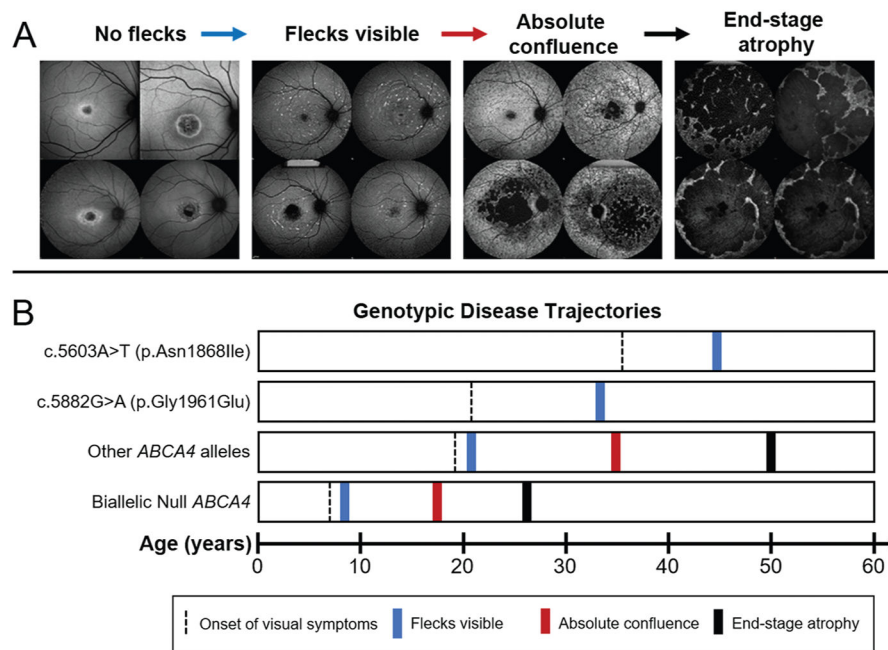 A
No flecks
Flecks visible
Absolute
confluence
End-stage
atrophy
B
Genotypic Disease Trajectories
c.5603A>T (p.Asn1868Ile)
c.5882G>A (p.Gly1961Glu)
Other ABCA4 alleles
Biallelic Null ABCA4
Age (years)
0 10 20 30 40 50 60
Onset of visual symptoms
Flecks visible
Absolute confluence
End-stage atrophy